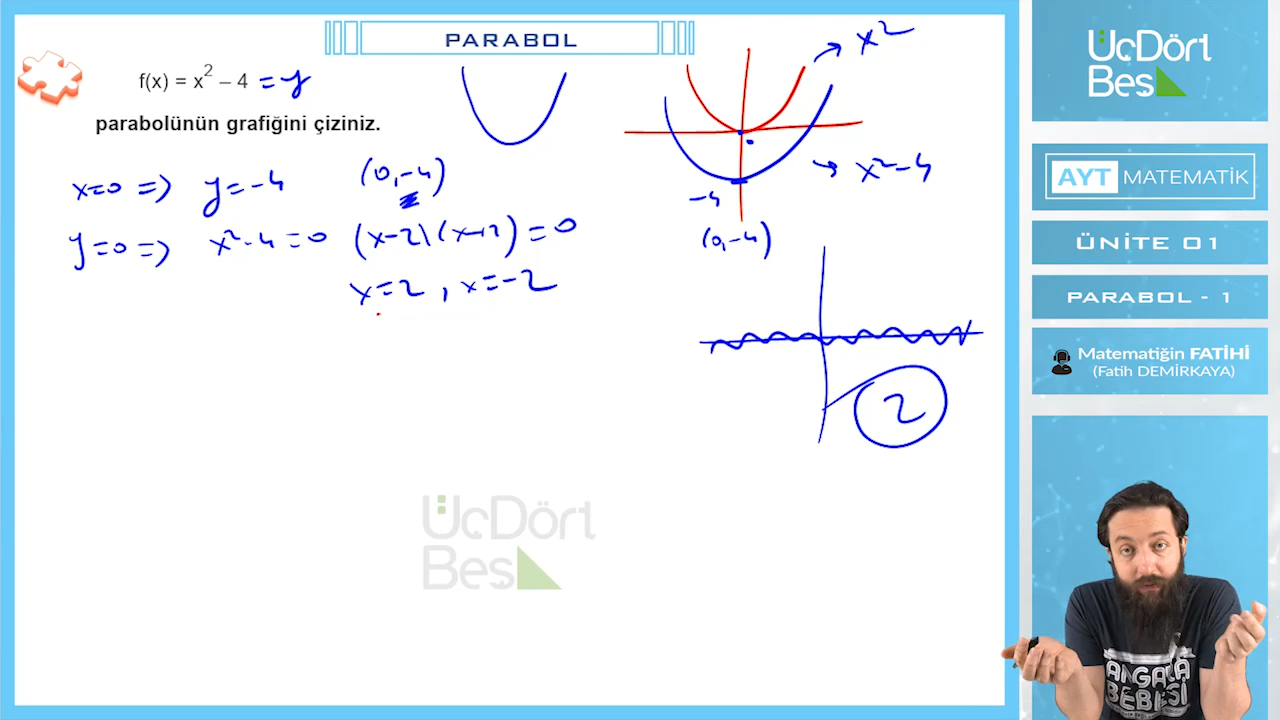 PARABOL
f(x) = x² – 4 = y
parabolünün grafiğini çiziniz.
x=0 => y=-4 (0,-4)
y=0 => x²-4=0 (x-2)(x+2)=0
x=2, x=-2
x²
x²-4
-4
(0,-4)
2
ÜçDört
Beş
ÜçDört
Beş
AYT MATEMATİK
ÜNİTE 01
PARABOL - 1
Matematiğin FATİHİ
(Fatih DEMİRKAYA)
ANGARA
BEBESİ